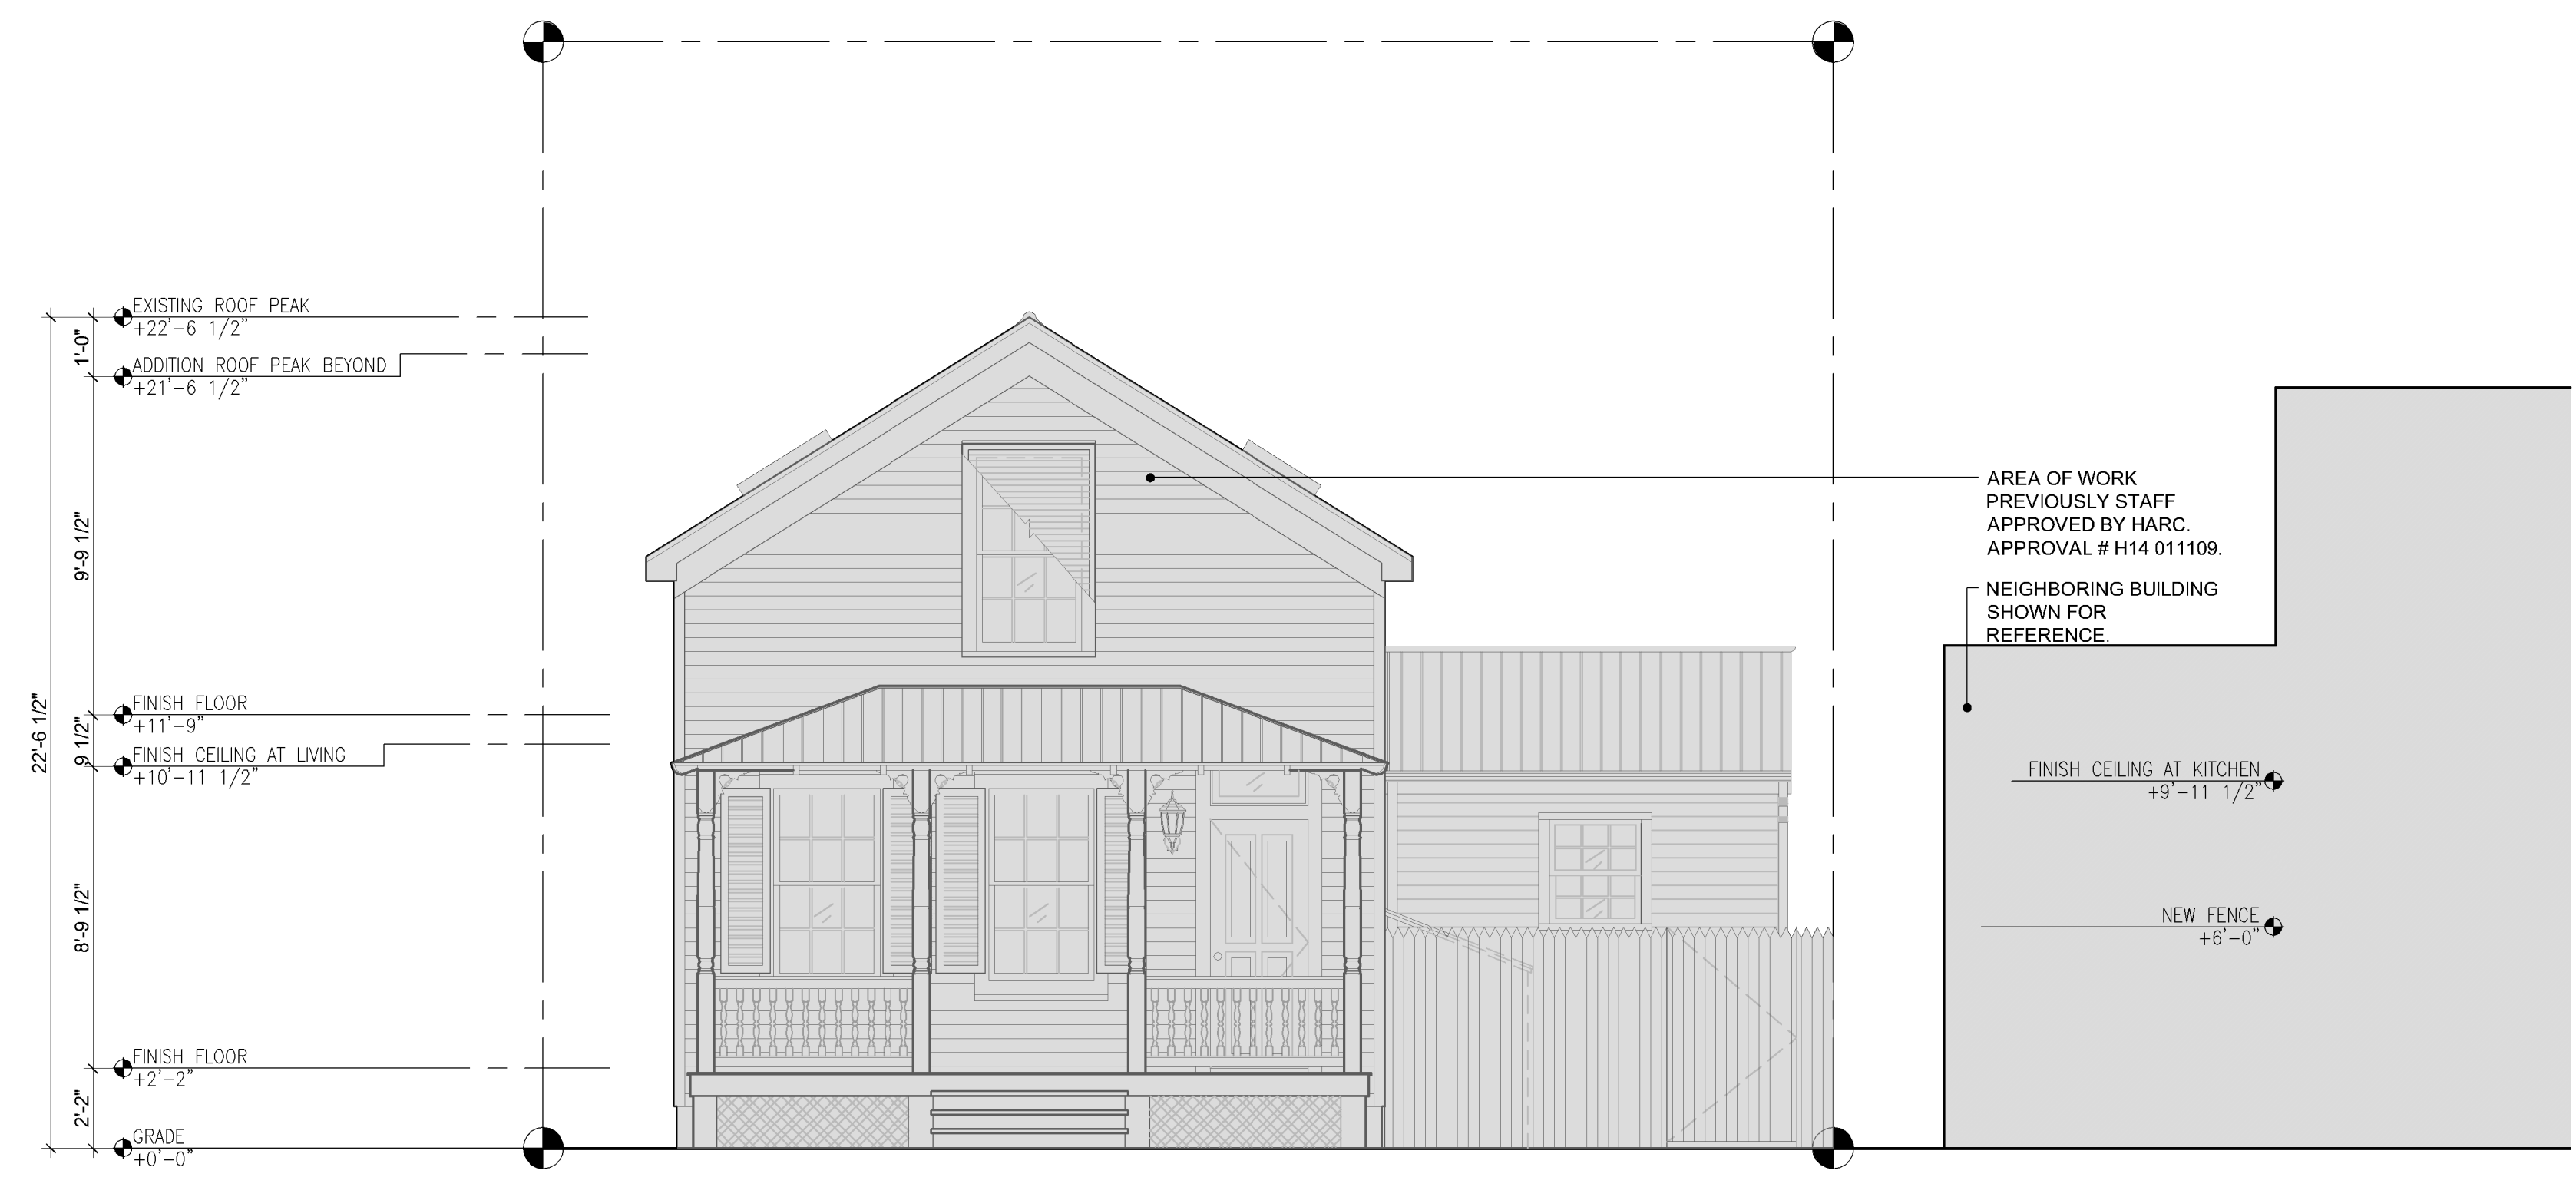 EXISTING ROOF PEAK
+22'-6 1/2"
ADDITION ROOF PEAK BEYOND
+21'-6 1/2"
FINISH FLOOR
+11'-9"
FINISH CEILING AT LIVING
+10'-11 1/2"
FINISH FLOOR
+2'-2"
GRADE
+0'-0"
22'-6 1/2"
1'-0"
9'-9 1/2"
9 1/2"
8'-9 1/2"
2'-2"
AREA OF WORK
PREVIOUSLY STAFF
APPROVED BY HARC.
APPROVAL # H14 011109.
NEIGHBORING BUILDING
SHOWN FOR
REFERENCE.
FINISH CEILING AT KITCHEN
+9'-11 1/2"
NEW FENCE
+6'-0"